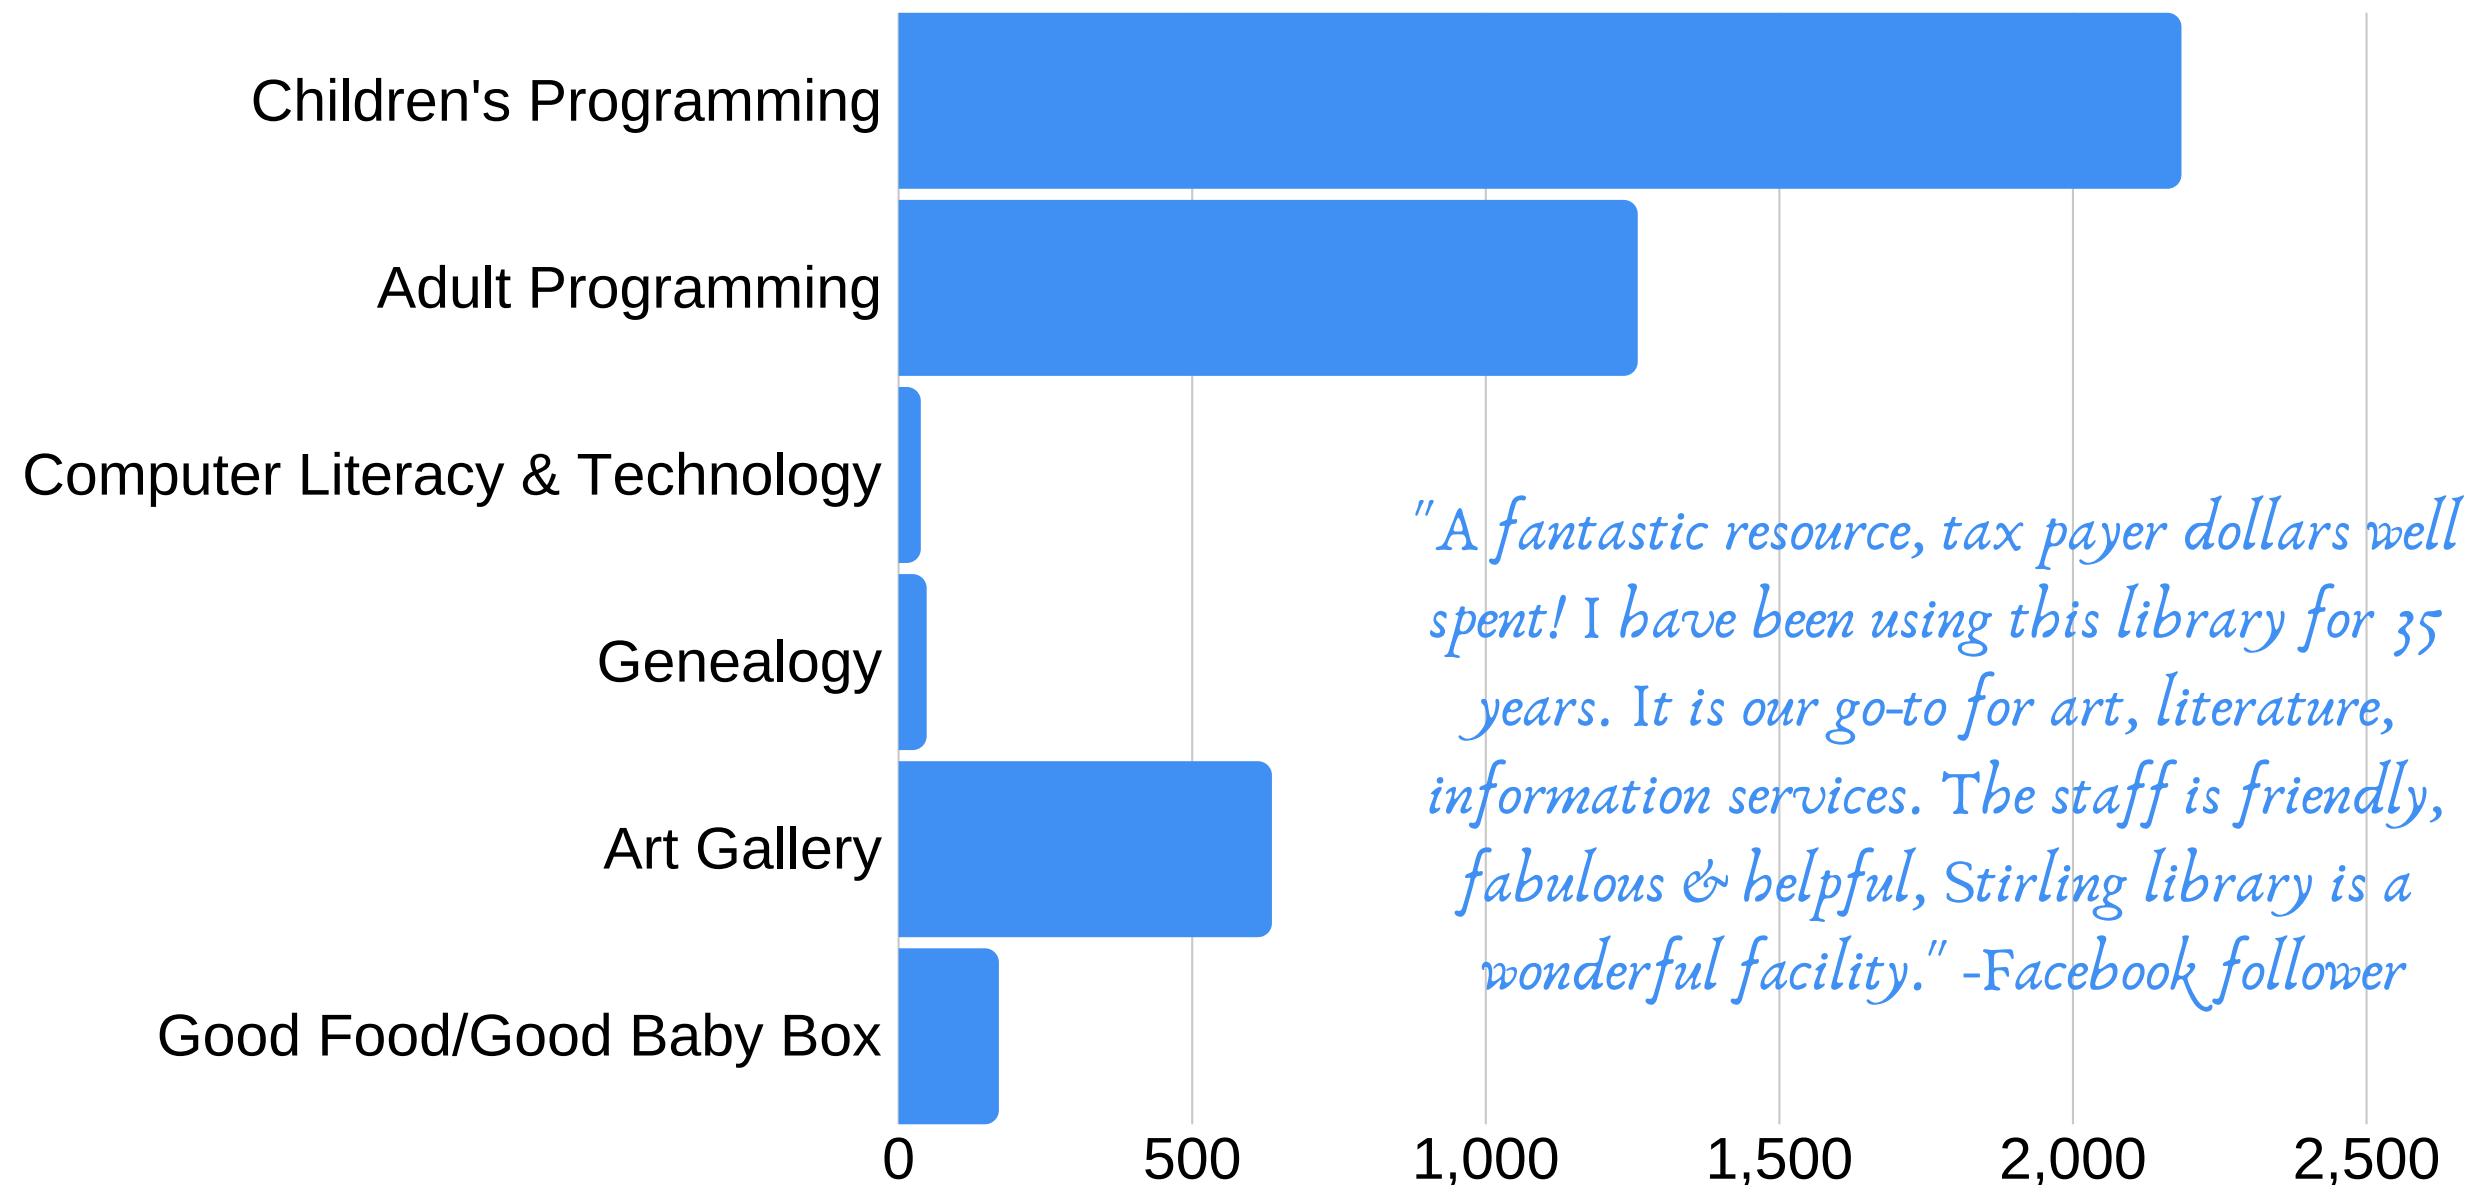 Children's Programming
Adult Programming
Computer Literacy & Technology
Genealogy
Art Gallery
Good Food/Good Baby Box
"A fantastic resource, tax payer dollars well
spent! I have been using this library for 35
years. It is our go-to for art, literature,
information services. The staff is friendly,
fabulous & helpful, Stirling library is a
wonderful facility." -Facebook follower
0 500 1,000 1,500 2,000 2,500